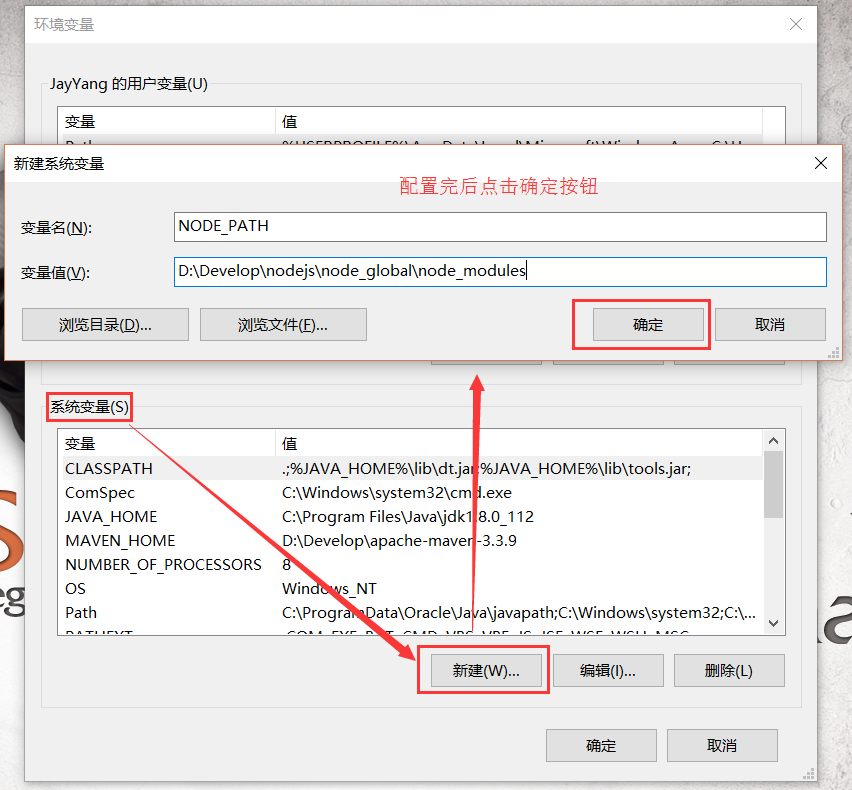 环境变量
JayYang 的用户变量(U)
变量 值
新建系统变量
配置完后点击确定按钮
变量名(N): NODE_PATH
变量值(V): D:\Develop\nodejs\node_global\node_modules
浏览目录(D)... 浏览文件(F)... 确定 取消
系统变量(S)
变量 值
CLASSPATH .;%JAVA_HOME%\lib\dt.jar;%JAVA_HOME%\lib\tools.jar;
ComSpec C:\Windows\system32\cmd.exe
JAVA_HOME C:\Program Files\Java\jdk1.8.0_112
MAVEN_HOME D:\Develop\apache-maven-3.3.9
NUMBER_OF_PROCESSORS 8
OS Windows_NT
Path C:\ProgramData\Oracle\Java\javapath;C:\Windows\system32;C:\...
新建(W)... 编辑(I)... 删除(L)
确定 取消